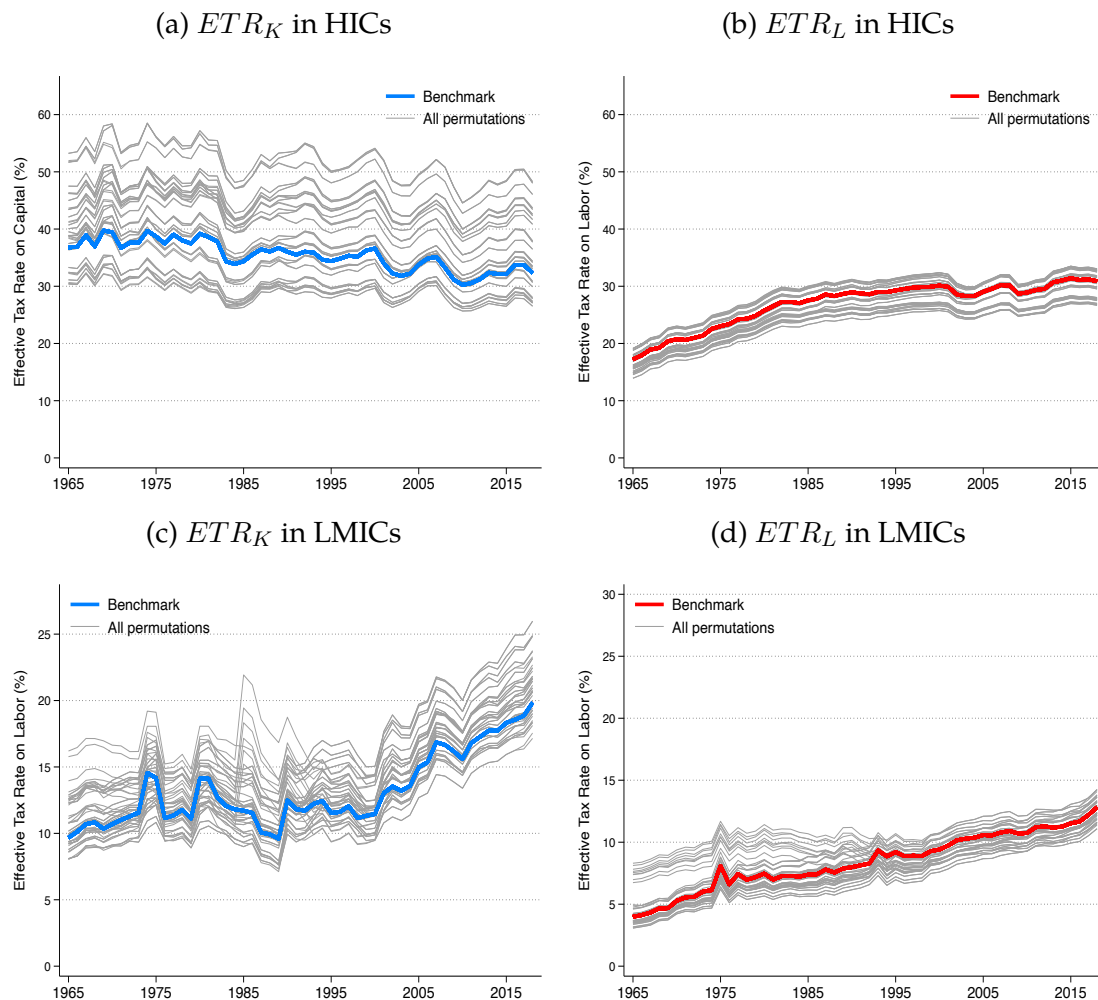 (a) ETR_K in HICs
Effective Tax Rate on Capital (%)
60
50
40
30
20
10
0
Benchmark
All permutations
1965 1975 1985 1995 2005 2015
(b) ETR_L in HICs
Effective Tax Rate on Labor (%)
60
50
40
30
20
10
0
Benchmark
All permutations
1965 1975 1985 1995 2005 2015
(c) ETR_K in LMICs
Effective Tax Rate on Labor (%)
25
20
15
10
5
0
Benchmark
All permutations
1965 1975 1985 1995 2005 2015
(d) ETR_L in LMICs
Effective Tax Rate on Labor (%)
30
25
20
15
10
5
0
Benchmark
All permutations
1965 1975 1985 1995 2005 2015